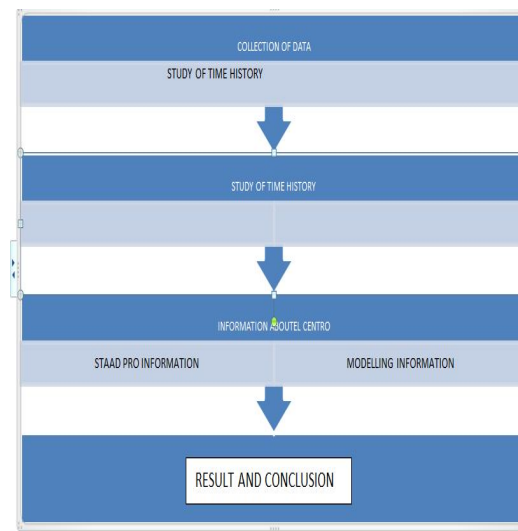 COLLECTION OF DATA
STUDY OF TIME HISTORY
STUDY OF TIME HISTORY
INFORMATION ABOUTEL CENTRO
STAAD PRO INFORMATION
MODELLING INFORMATION
RESULT AND CONCLUSION